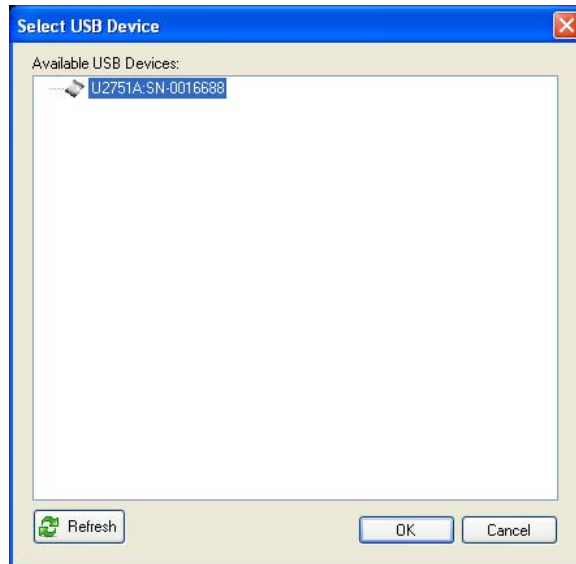 Select USB Device
Available USB Devices:
U2751A:SN-0016688
Refresh
OK
Cancel